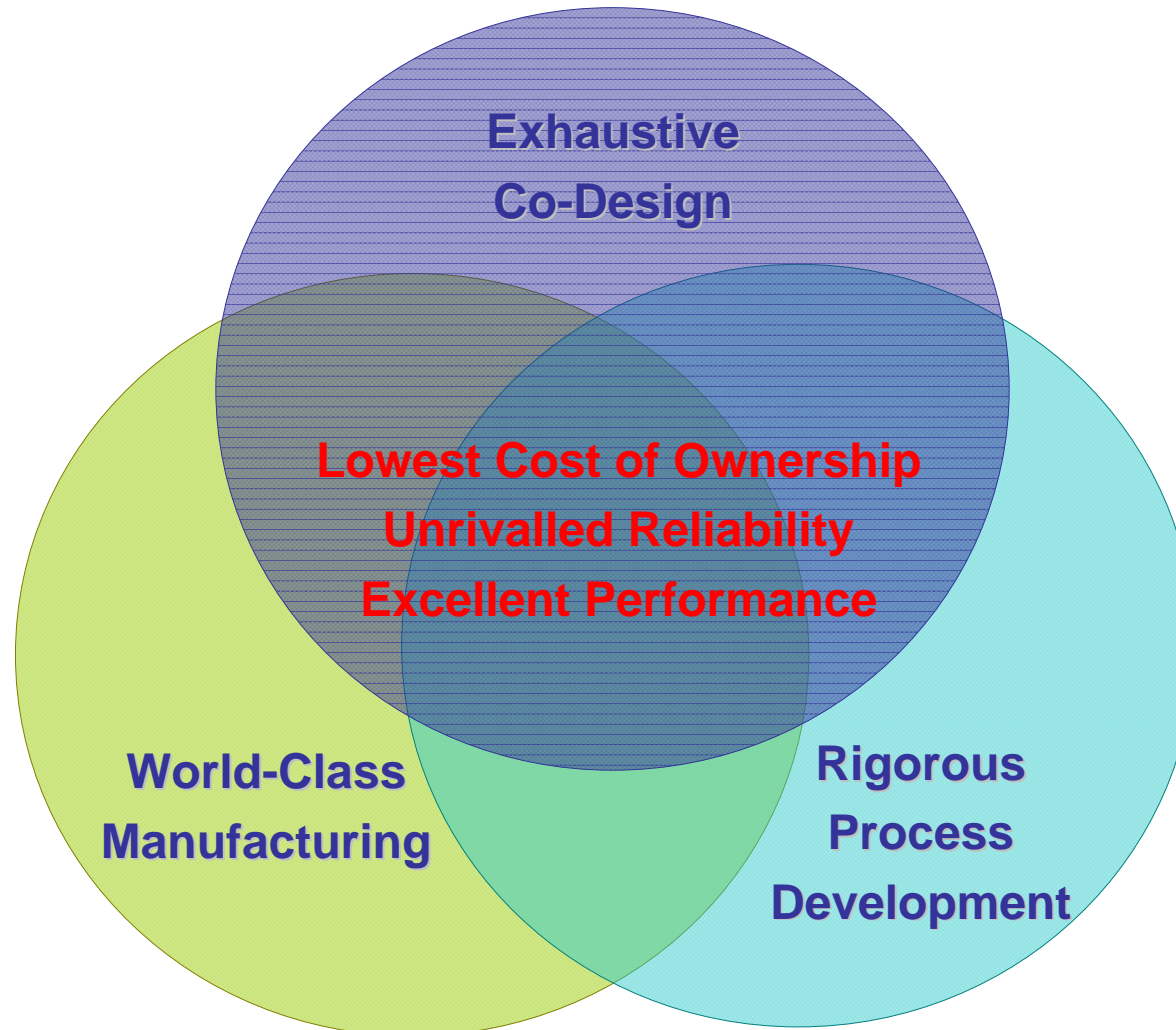 Exhaustive
Co-Design
Lowest Cost of Ownership
Unrivalled Reliability
Excellent Performance
World-Class
Manufacturing
Rigorous
Process
Development